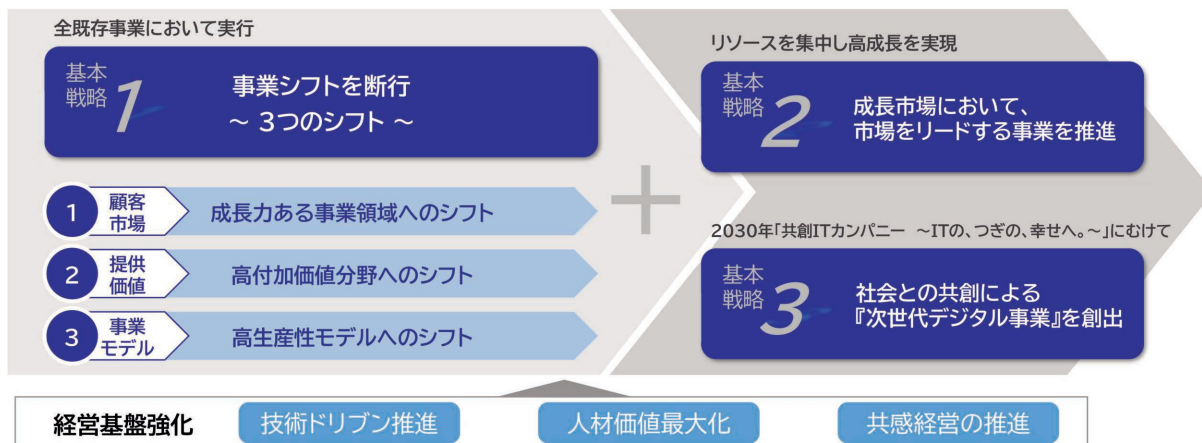 全既存事業において実行
基本
戦略
1
事業シフトを断行
~ 3つのシフト ~
1
顧客
市場
成長力ある事業領域へのシフト
2
提供
価値
高付加価値分野へのシフト
3
事業
モデル
高生産性モデルへのシフト
+
リソースを集中し高成長を実現
基本
戦略
2
成長市場において、
市場をリードする事業を推進
2030年「共創ITカンパニー ~ITの、つぎの、幸せへ。~」にむけて
基本
戦略
3
社会との共創による
『次世代デジタル事業』を創出
経営基盤強化
技術ドリブン推進
人材価値最大化
共感経営の推進